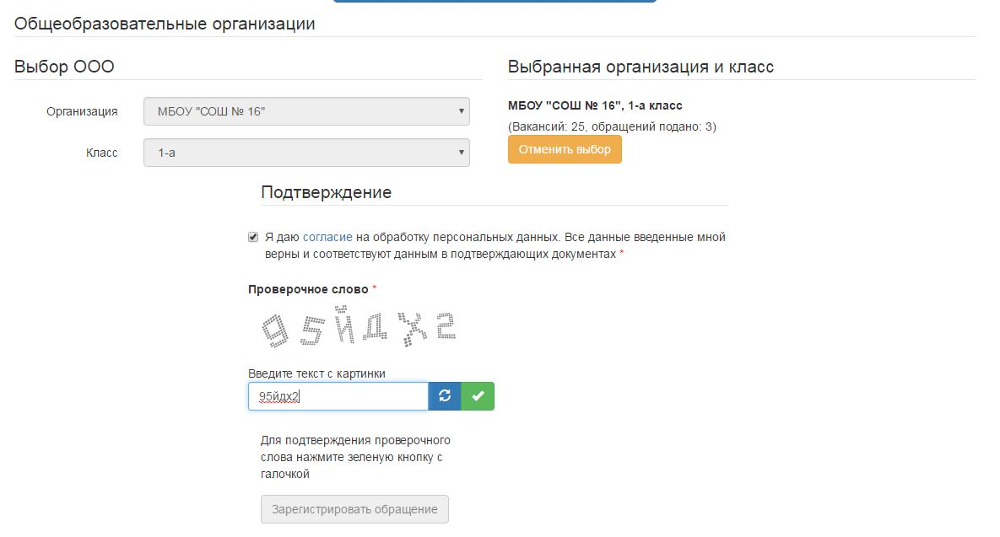 Общеобразовательные организации
Выбор ООО
Организация
МБОУ "СОШ № 16"
Класс
1-а
Выбранная организация и класс
МБОУ "СОШ № 16", 1-а класс
(Вакансий: 25, обращений подано: 3)
Отменить выбор
Подтверждение
Я даю согласие на обработку персональных данных. Все данные введенные мной
верны и соответствуют данным в подтверждающих документах *
Проверочное слово *
95ЙДХ2
Введите текст с картинки
95йдх2
Для подтверждения проверочного
слова нажмите зеленую кнопку с
галочкой
Зарегистрировать обращение